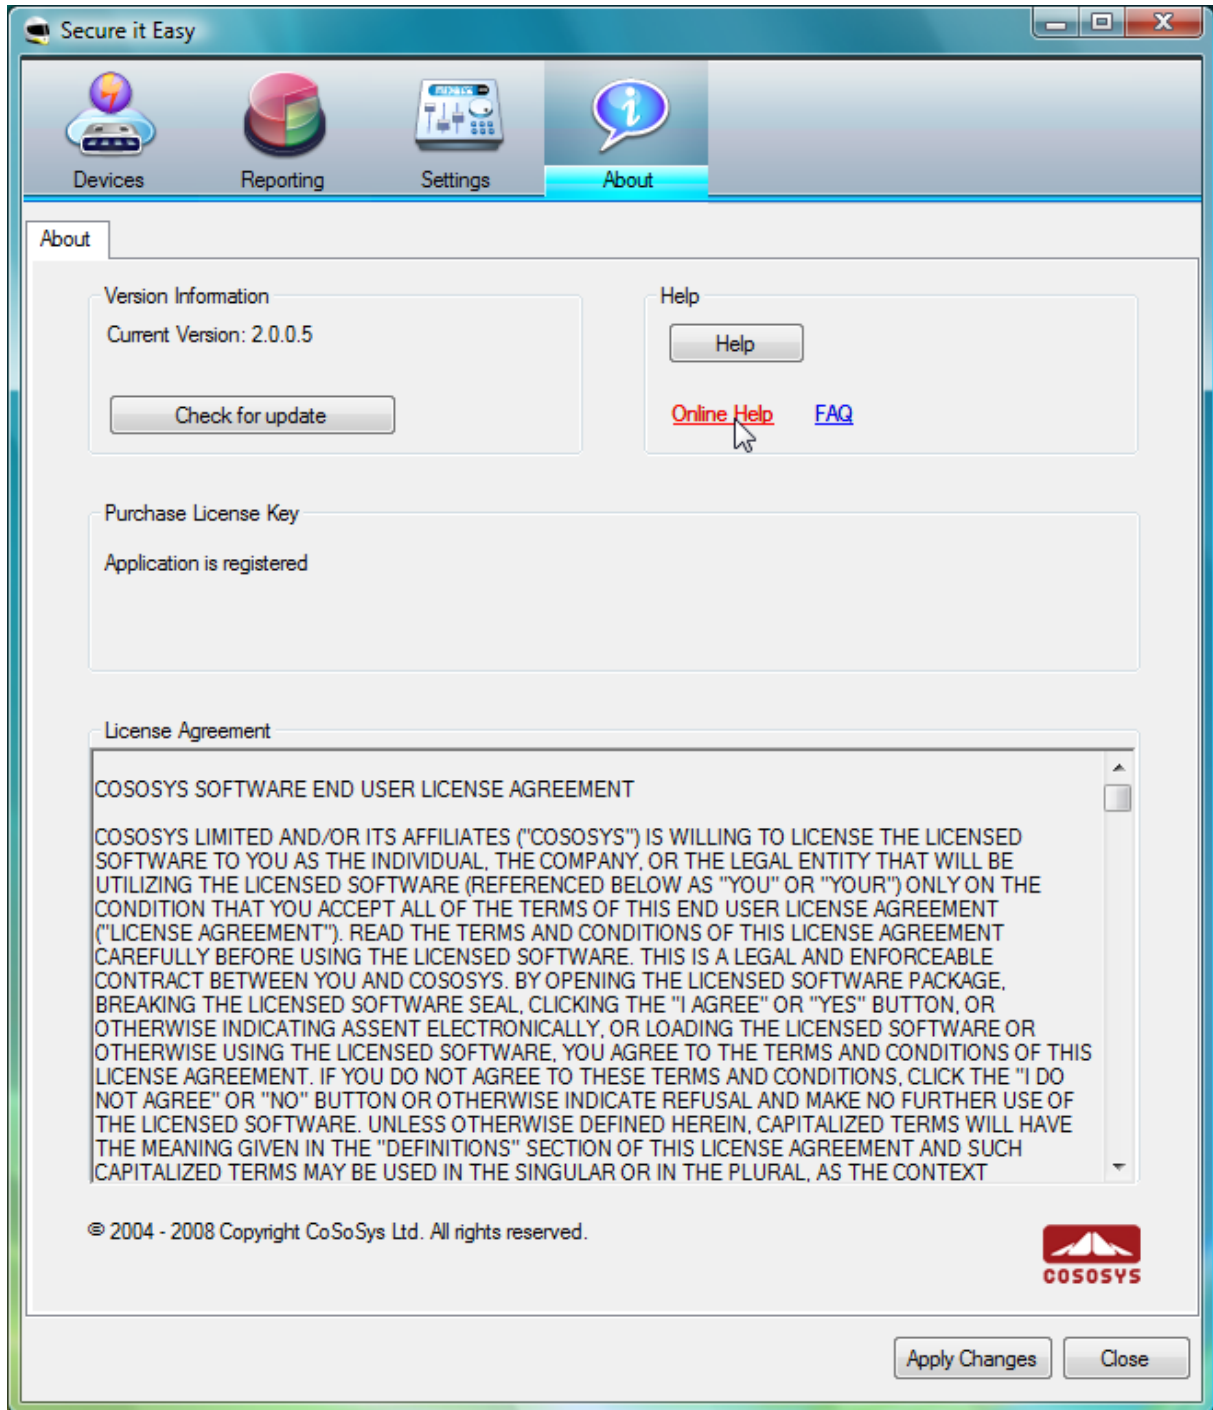 Secure it Easy
Devices
Reporting
Settings
About
About
Version Information
Current Version: 2.0.0.5
Check for update
Help
Help
Online Help
FAQ
Purchase License Key
Application is registered
License Agreement
COSOSYS SOFTWARE END USER LICENSE AGREEMENT
COSOSYS LIMITED AND/OR ITS AFFILIATES ("COSOSYS") IS WILLING TO LICENSE THE LICENSED
SOFTWARE TO YOU AS THE INDIVIDUAL, THE COMPANY, OR THE LEGAL ENTITY THAT WILL BE
UTILIZING THE LICENSED SOFTWARE (REFERENCED BELOW AS "YOU" OR "YOUR") ONLY ON THE
CONDITION THAT YOU ACCEPT ALL OF THE TERMS OF THIS END USER LICENSE AGREEMENT
("LICENSE AGREEMENT"). READ THE TERMS AND CONDITIONS OF THIS LICENSE AGREEMENT
CAREFULLY BEFORE USING THE LICENSED SOFTWARE. THIS IS A LEGAL AND ENFORCEABLE
CONTRACT BETWEEN YOU AND COSOSYS. BY OPENING THE LICENSED SOFTWARE PACKAGE,
BREAKING THE LICENSED SOFTWARE SEAL, CLICKING THE "I AGREE" OR "YES" BUTTON, OR
OTHERWISE INDICATING ASSENT ELECTRONICALLY, OR LOADING THE LICENSED SOFTWARE OR
OTHERWISE USING THE LICENSED SOFTWARE, YOU AGREE TO THE TERMS AND CONDITIONS OF THIS
LICENSE AGREEMENT. IF YOU DO NOT AGREE TO THESE TERMS AND CONDITIONS, CLICK THE "I DO
NOT AGREE" OR "NO" BUTTON OR OTHERWISE INDICATE REFUSAL AND MAKE NO FURTHER USE OF
THE LICENSED SOFTWARE. UNLESS OTHERWISE DEFINED HEREIN, CAPITALIZED TERMS WILL HAVE
THE MEANING GIVEN IN THE "DEFINITIONS" SECTION OF THIS LICENSE AGREEMENT AND SUCH
CAPITALIZED TERMS MAY BE USED IN THE SINGULAR OR IN THE PLURAL, AS THE CONTEXT
© 2004 - 2008 Copyright CoSoSys Ltd. All rights reserved.
COSOSYS
Apply Changes
Close